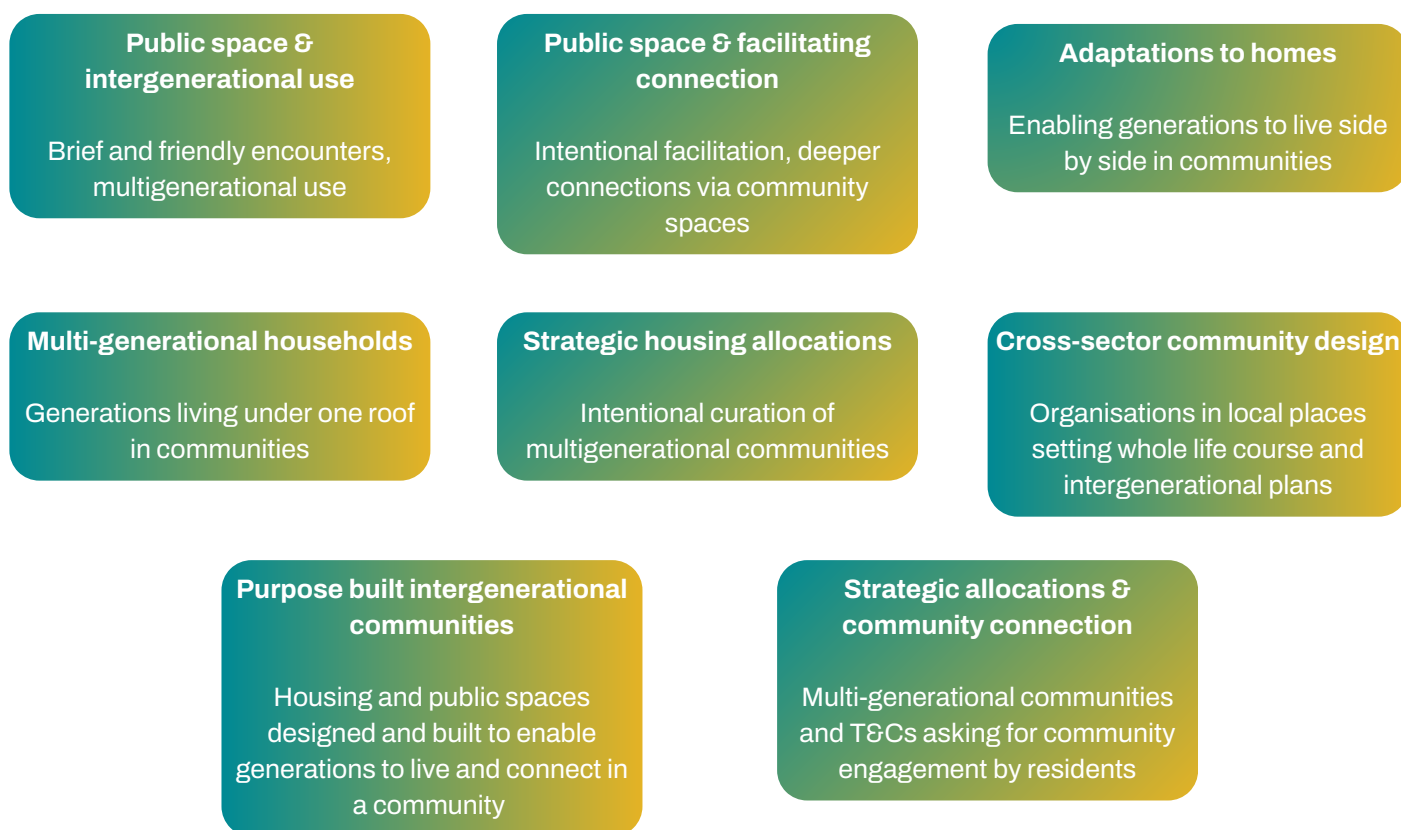 Public space &
intergenerational use
Brief and friendly encounters,
multigenerational use
Public space & facilitating
connection
Intentional facilitation, deeper
connections via community
spaces
Adaptations to homes
Enabling generations to live side
by side in communities
Multi-generational households
Generations living under one roof
in communities
Strategic housing allocations
Intentional curation of
multigenerational communities
Cross-sector community design
Organisations in local places
setting whole life course and
intergenerational plans
Purpose built intergenerational
communities
Housing and public spaces
designed and built to enable
generations to live and connect in
a community
Strategic allocations &
community connection
Multi-generational communities
and T&Cs asking for community
engagement by residents